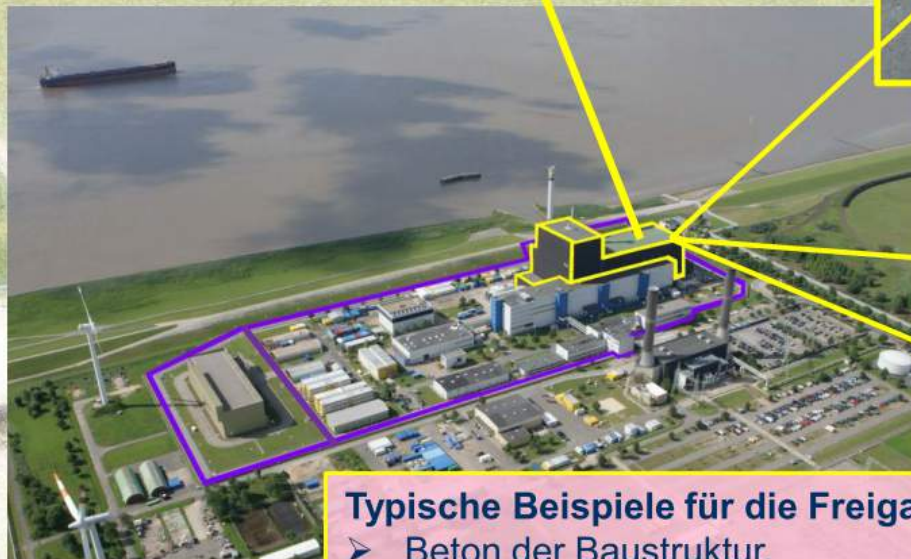 Typische Beispiele für die Freiga
➤ Beton der Baustruktur